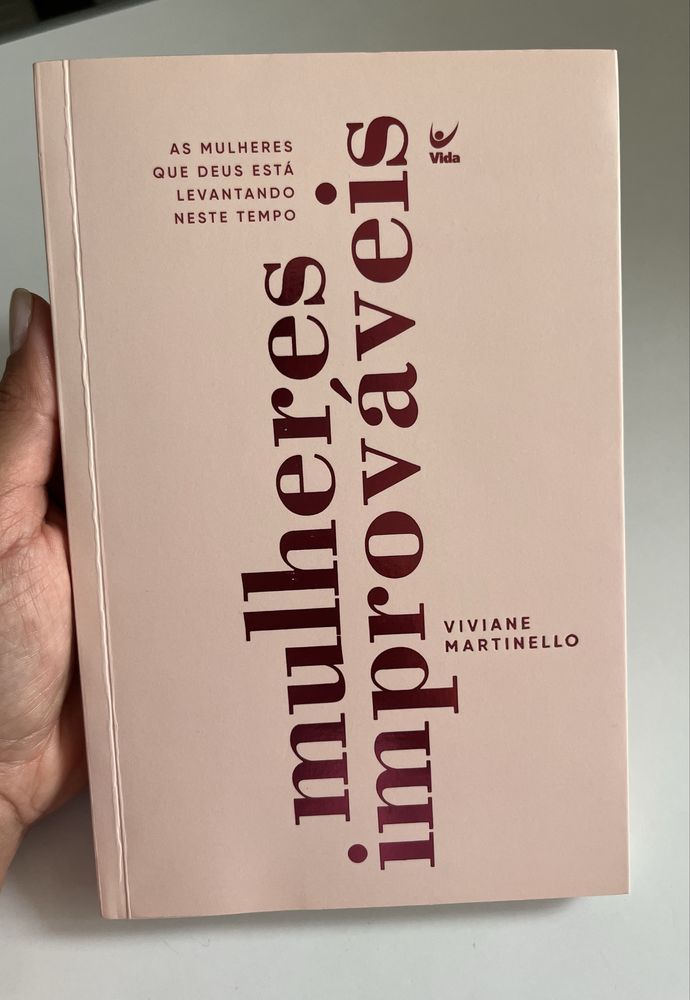 AS MULHERES
QUE DEUS ESTÁ
LEVANTANDO
NESTE TEMPO
Vida
mulheres
improváveis
VIVIANE
MARTINELLO